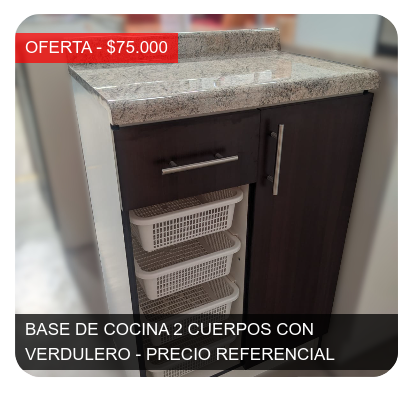 OFERTA - $75.000
BASE DE COCINA 2 CUERPOS CON
VERDULERO - PRECIO REFERENCIAL